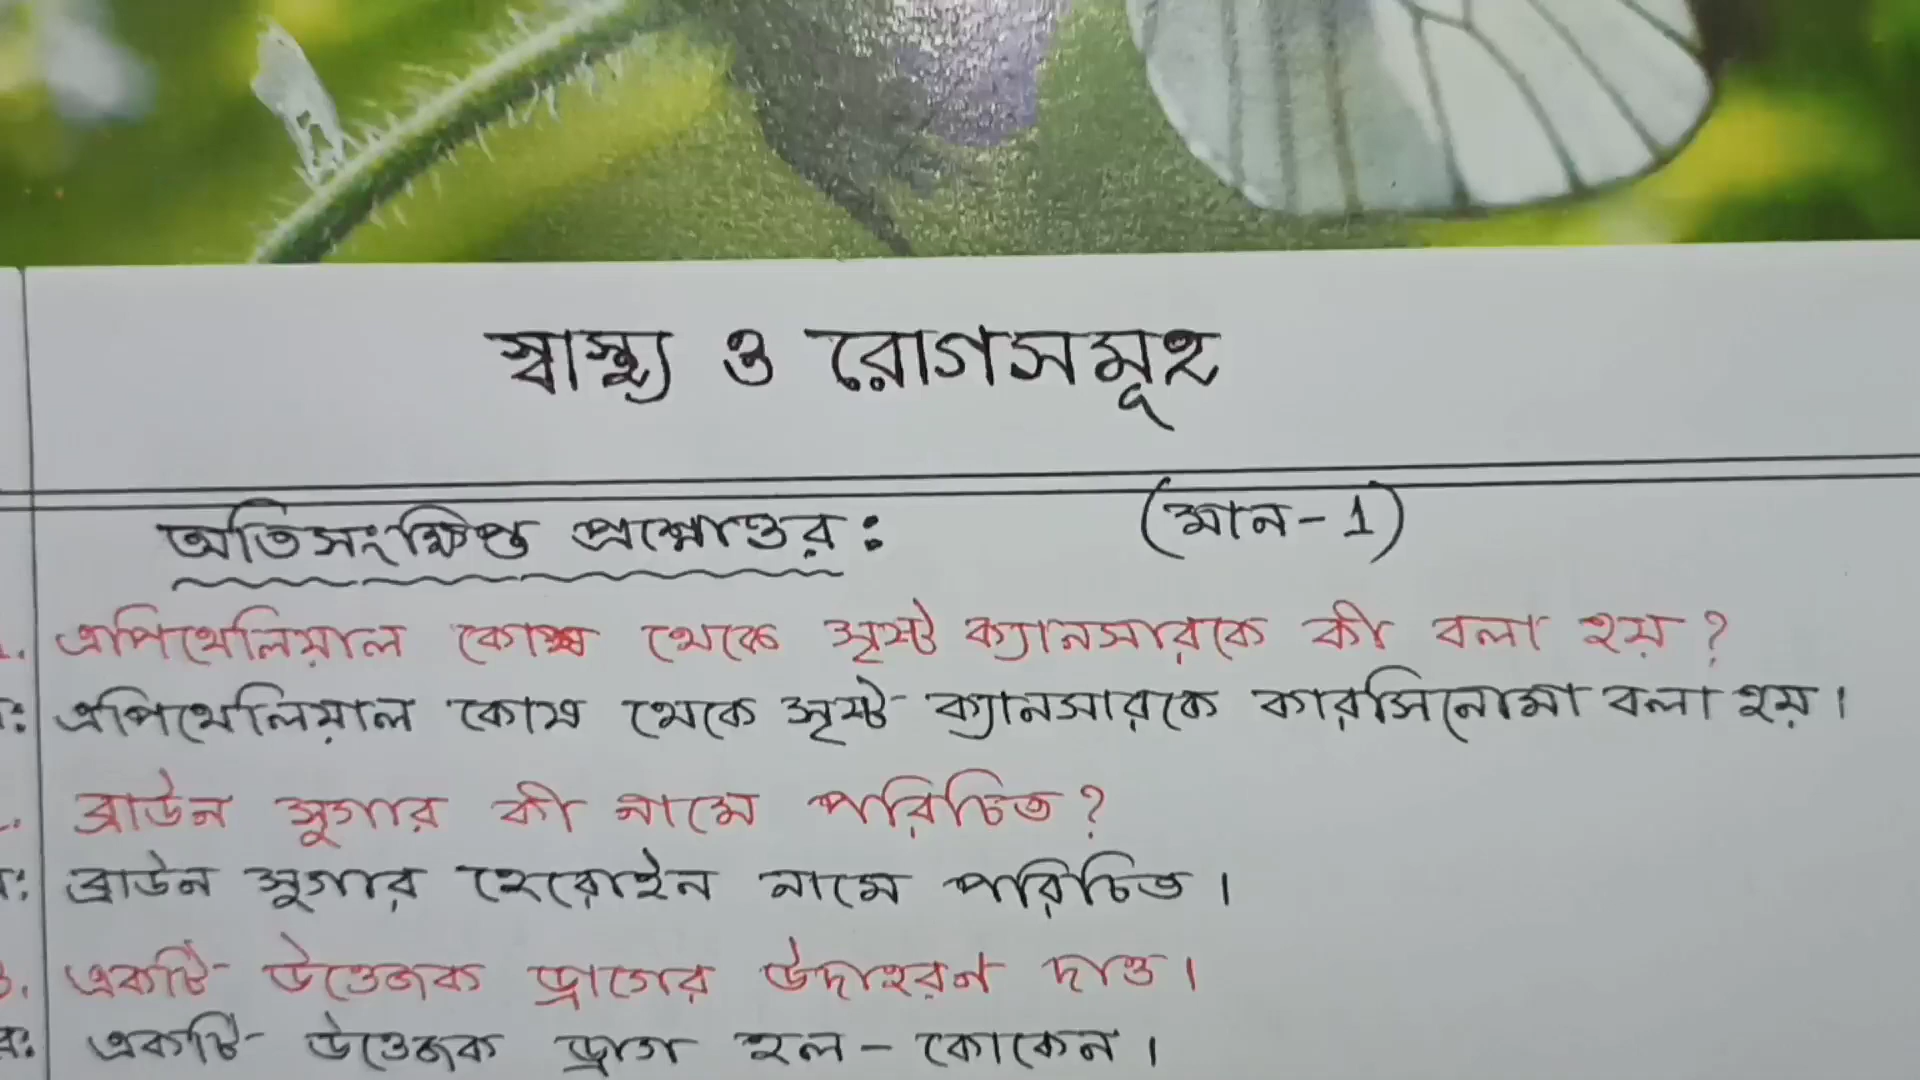 স্বাস্থ্য ও রোগসমূহ
অতিসংক্ষিপ্ত প্রশ্নোত্তর: (মান-1)
এপিথেলিয়াল কোষ থেকে সৃষ্ট ক্যানসারকে কী বলা হয়?
এপিথেলিয়াল কোষ থেকে সৃষ্ট ক্যানসারকে কারসিনোমা বলা হয়।
ব্রাউন সুগার কী নামে পরিচিত?
ব্রাউন সুগার হেরোইন নামে পরিচিত।
একটি উত্তেজক ড্রাগের উদাহরণ দাও।
একটি উত্তেজক ড্রাগ হল- কোকেন।